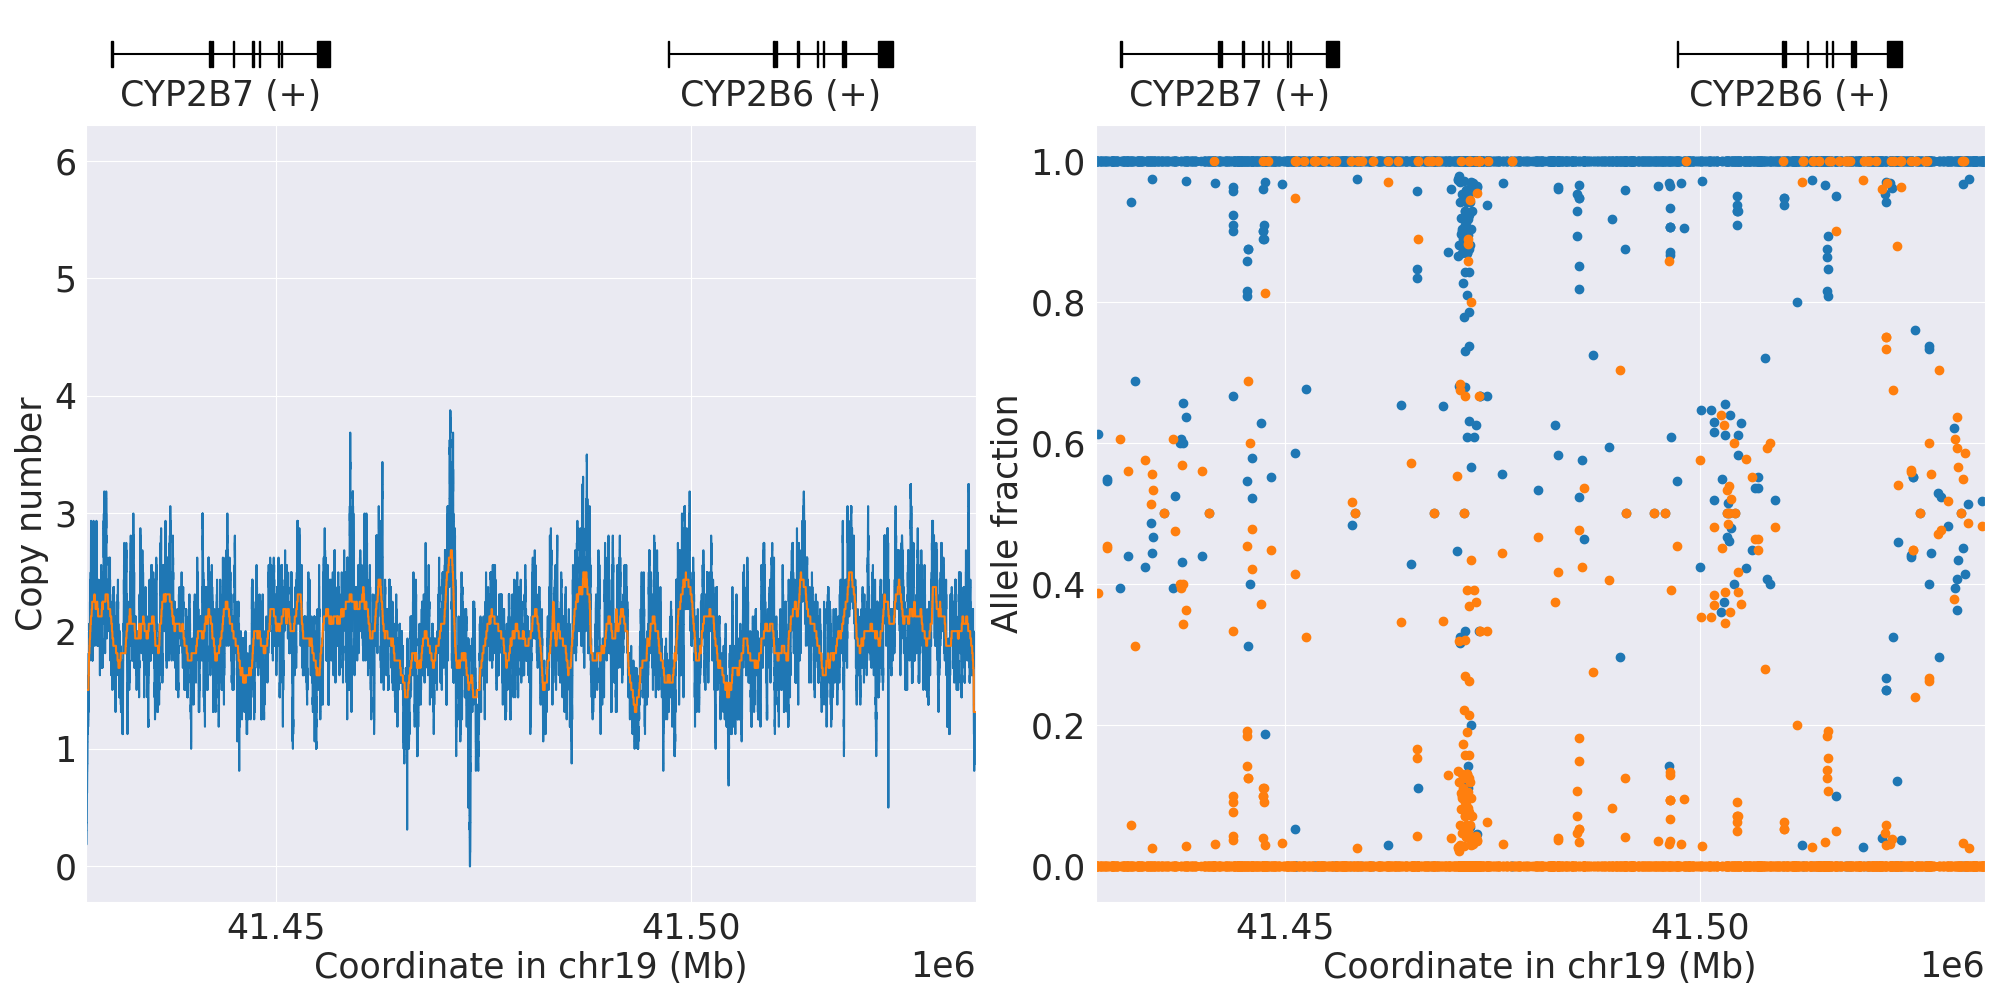 CYP2B7 (+)
CYP2B6 (+)
6
5
4
3
2
1
0
Copy number
41.45
41.50
Coordinate in chr19 (Mb)
1e6
CYP2B7 (+)
CYP2B6 (+)
1.0
0.8
0.6
0.4
0.2
0.0
Allele fraction
41.45
41.50
Coordinate in chr19 (Mb)
1e6